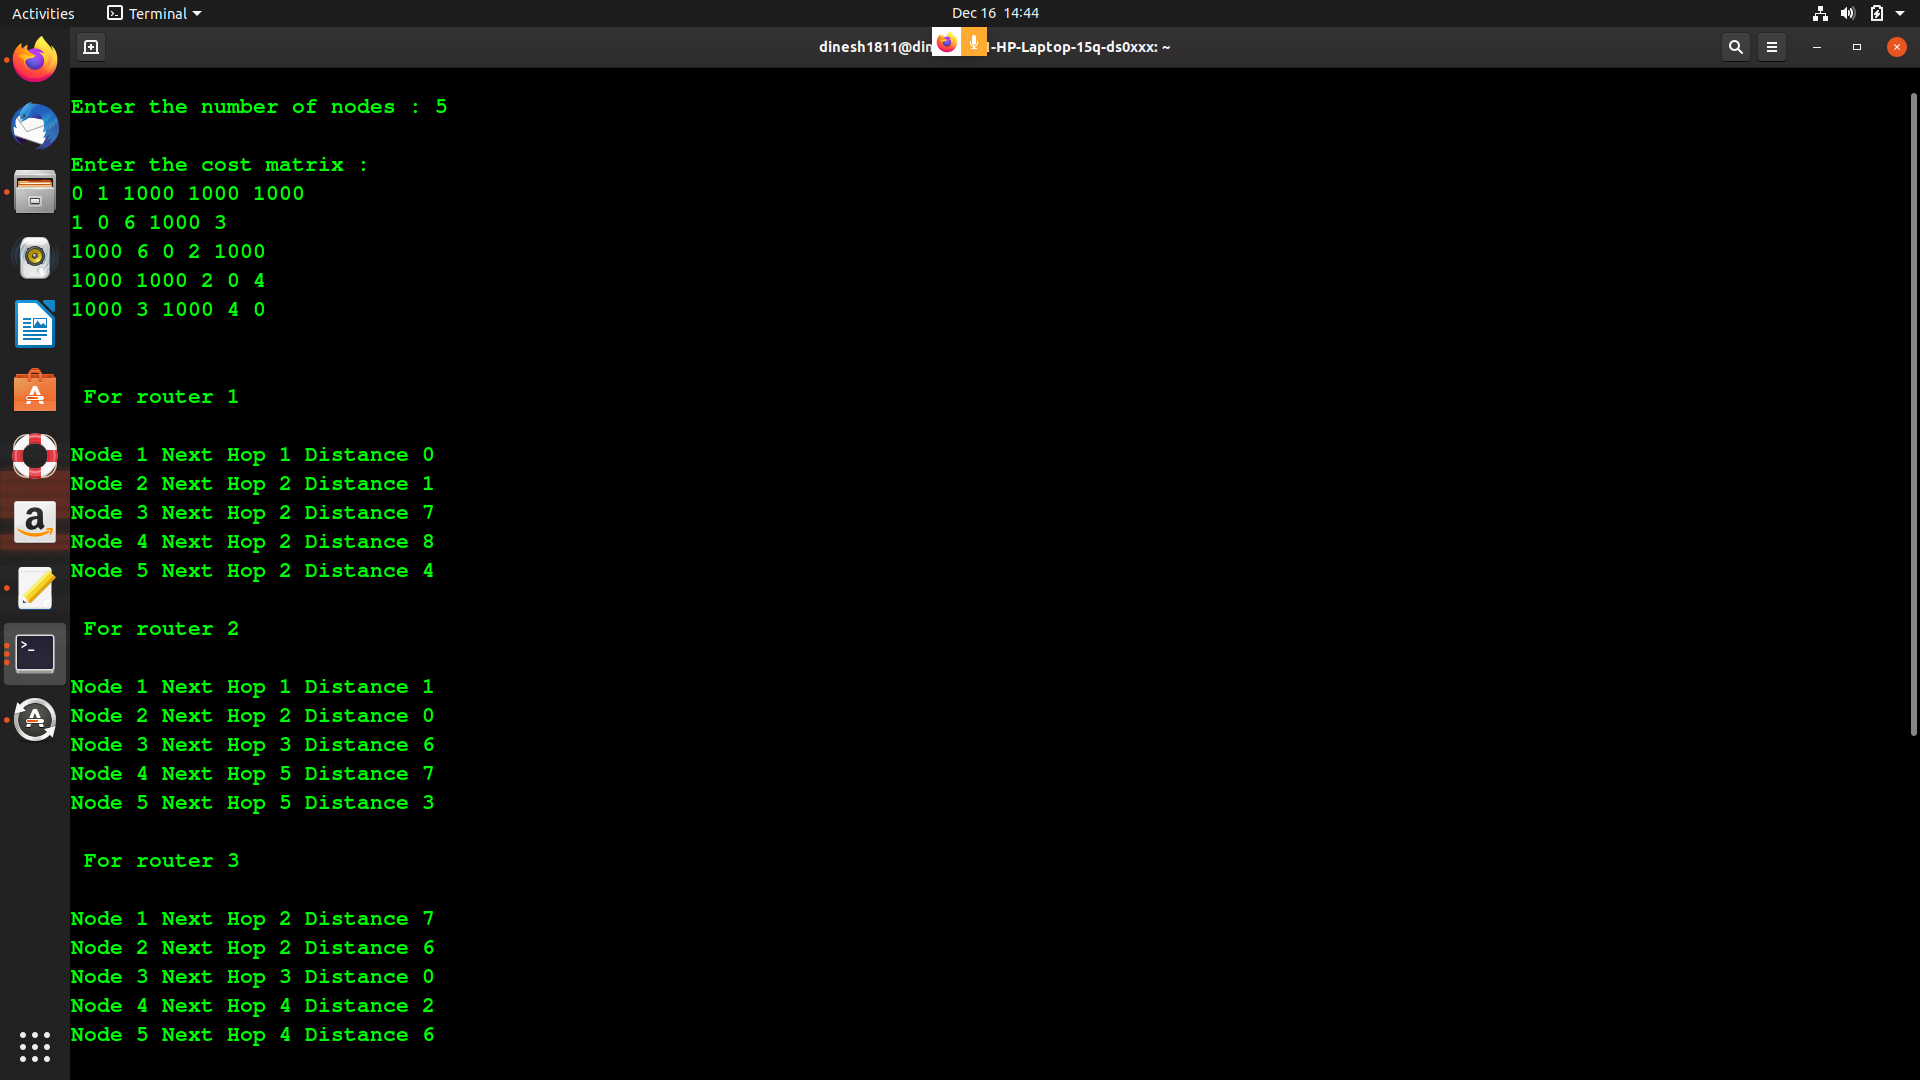 Activities Terminal Dec 16 14:44
dinesh1811@din 1-HP-Laptop-15q-ds0xxx: ~
Enter the number of nodes : 5
Enter the cost matrix :
0 1 1000 1000 1000
1 0 6 1000 3
1000 6 0 2 1000
1000 1000 2 0 4
1000 3 1000 4 0
For router 1
Node 1 Next Hop 1 Distance 0
Node 2 Next Hop 2 Distance 1
Node 3 Next Hop 2 Distance 7
Node 4 Next Hop 2 Distance 8
Node 5 Next Hop 2 Distance 4
For router 2
Node 1 Next Hop 1 Distance 1
Node 2 Next Hop 2 Distance 0
Node 3 Next Hop 3 Distance 6
Node 4 Next Hop 5 Distance 7
Node 5 Next Hop 5 Distance 3
For router 3
Node 1 Next Hop 2 Distance 7
Node 2 Next Hop 2 Distance 6
Node 3 Next Hop 3 Distance 0
Node 4 Next Hop 4 Distance 2
Node 5 Next Hop 4 Distance 6